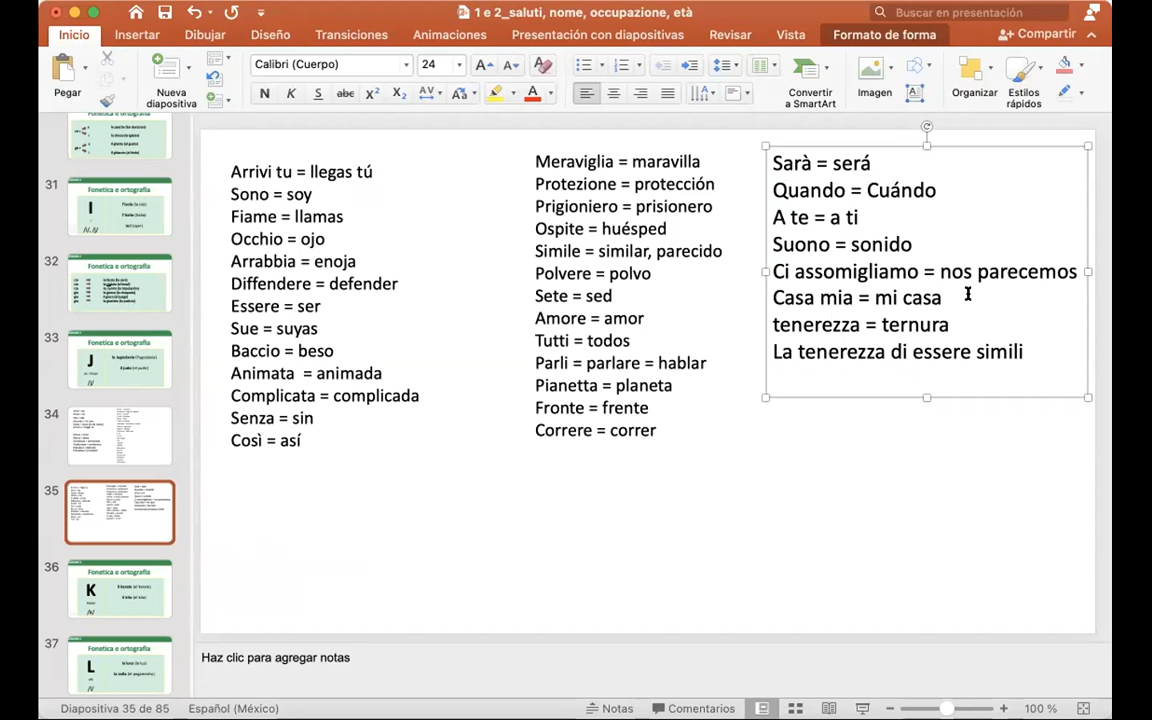 1 e 2_saluti, nome, occupazione, età
Buscar en presentación
Inicio
Insertar
Dibujar
Diseño
Transiciones
Animaciones
Presentación con diapositivas
Revisar
Vista
Formato de forma
Compartir
Pegar
Nueva diapositiva
Calibri (Cuerpo)
24
Convertir a SmartArt
Imagen
Organizar
Estilos rápidos
31
Fonetica e ortografia
I
32
Fonetica e ortografia
33
Fonetica e ortografia
J
34
35
36
Fonetica e ortografia
K
37
Fonetica e ortografia
L
Arrivi tu = llegas tú
Sono = soy
Fiame = llamas
Occhio = ojo
Arrabbia = enoja
Diffendere = defender
Essere = ser
Sue = suyas
Baccio = beso
Animata = animada
Complicata = complicada
Senza = sin
Così = así
Meraviglia = maravilla
Protezione = protección
Prigioniero = prisionero
Ospite = huésped
Simile = similar, parecido
Polvere = polvo
Sete = sed
Amore = amor
Tutti = todos
Parli = parlare = hablar
Pianetta = planeta
Fronte = frente
Correre = correr
Sarà = será
Quando = Cuándo
A te = a ti
Suono = sonido
Ci assomigliamo = nos parecemos
Casa mia = mi casa
tenerezza = ternura
La tenerezza di essere simili
Haz clic para agregar notas
Diapositiva 35 de 85
Español (México)
Notas
Comentarios
100 %